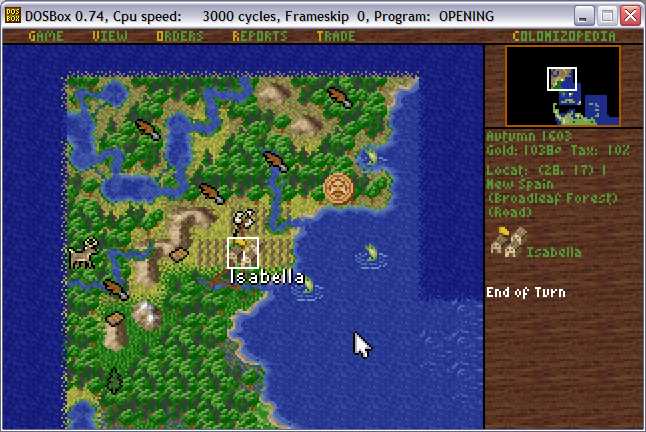 DOSBox 0.74, Cpu speed: 3000 cycles, Frameskip 0, Program: OPENING
GAME VIEW ORDERS REPORTS TRADE COLONIZOPEDIA
Autumn 1603
Gold: 1038 Tax: 10%
Locat: (28, 17) 1
New Spain
(Broadleaf Forest)
(Road)
Isabella
Isabella
End of Turn